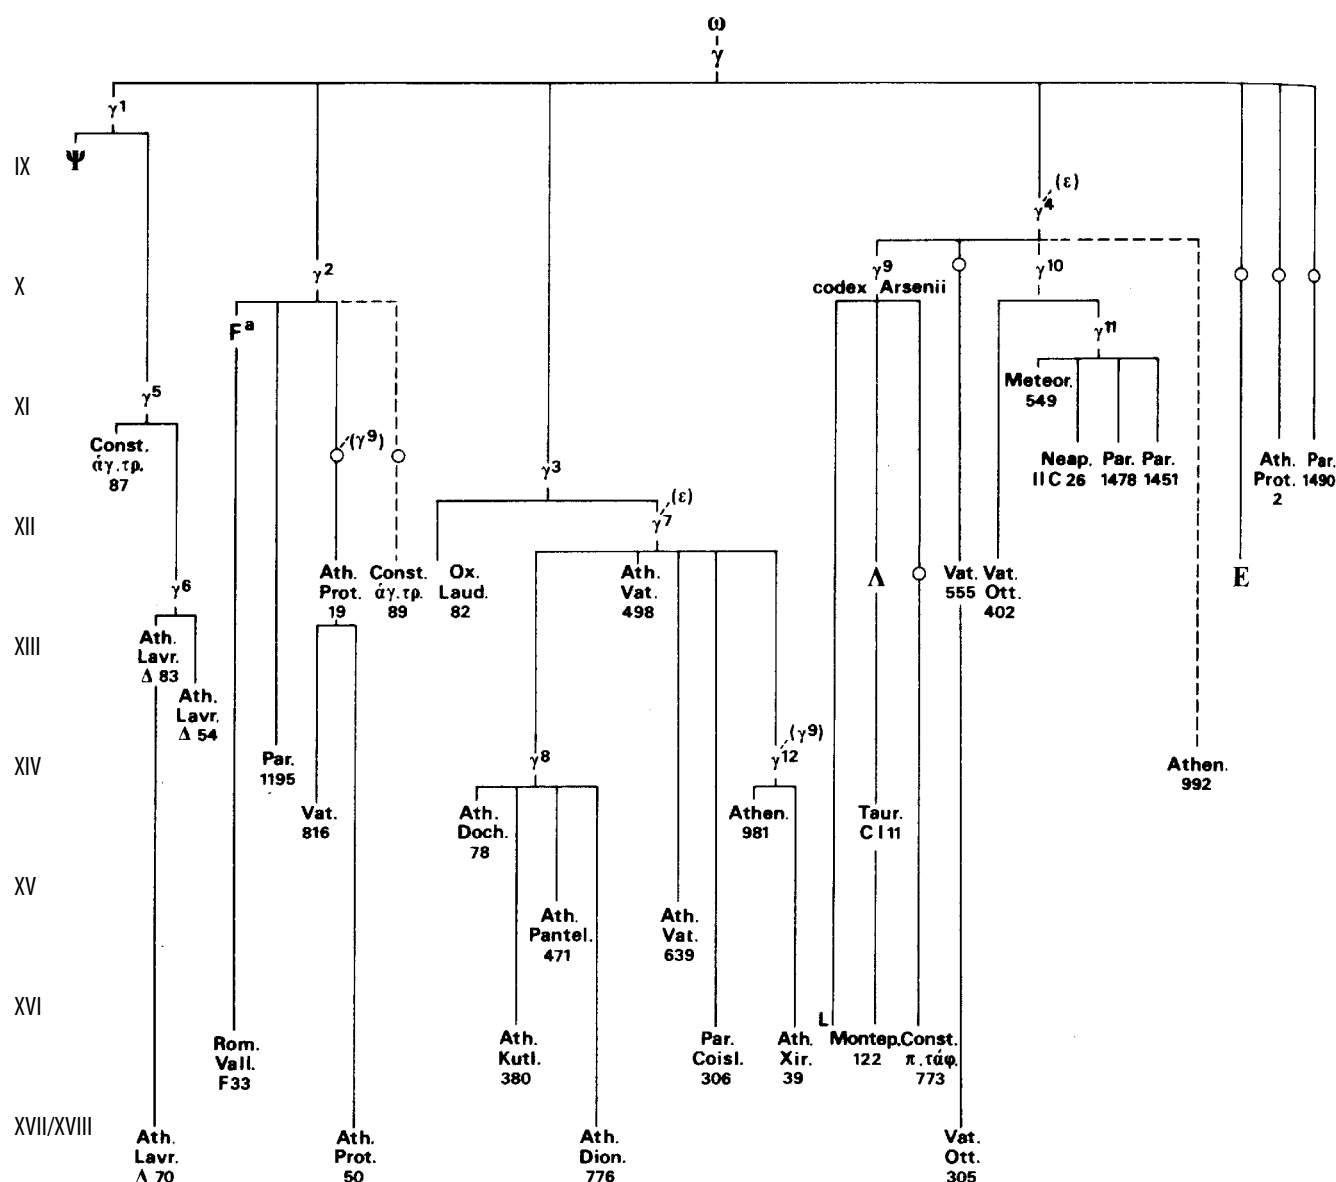 ω
γ
γ1
Ψ
IX
(ε)
γ4
γ2
γ9
γ10
X
codex Arsenii
Fa
γ11
Meteor.
549
γ5
XI
Const.
ἁγ.τρ.
87
(γ9)
Neap.
II C 26
Par.
1478
Par.
1451
Ath.
Prot.
2
Par.
1490
γ3
(ε)
γ7
XII
γ6
Ath.
Prot.
19
Const.
ἁγ.τρ.
89
Ox.
Laud.
82
Ath.
Vat.
498
Λ
Vat.
555
Vat.
Ott.
402
E
XIII
Ath.
Lavr.
Δ 83
Ath.
Lavr.
Δ 54
(γ9)
γ8
γ12
XIV
Par.
1195
Athen.
992
Vat.
816
Ath.
Doch.
78
Athen.
981
Taur.
C I 11
XV
Ath.
Pantel.
471
Ath.
Vat.
639
XVI
L
Rom.
Vall.
F33
Ath.
Kutl.
380
Par.
Coisl.
306
Ath.
Xir.
39
Montep.
122
Const.
π.τάφ.
773
XVII/XVIII
Ath.
Lavr.
Δ 70
Ath.
Prot.
50
Ath.
Dion.
776
Vat.
Ott.
305